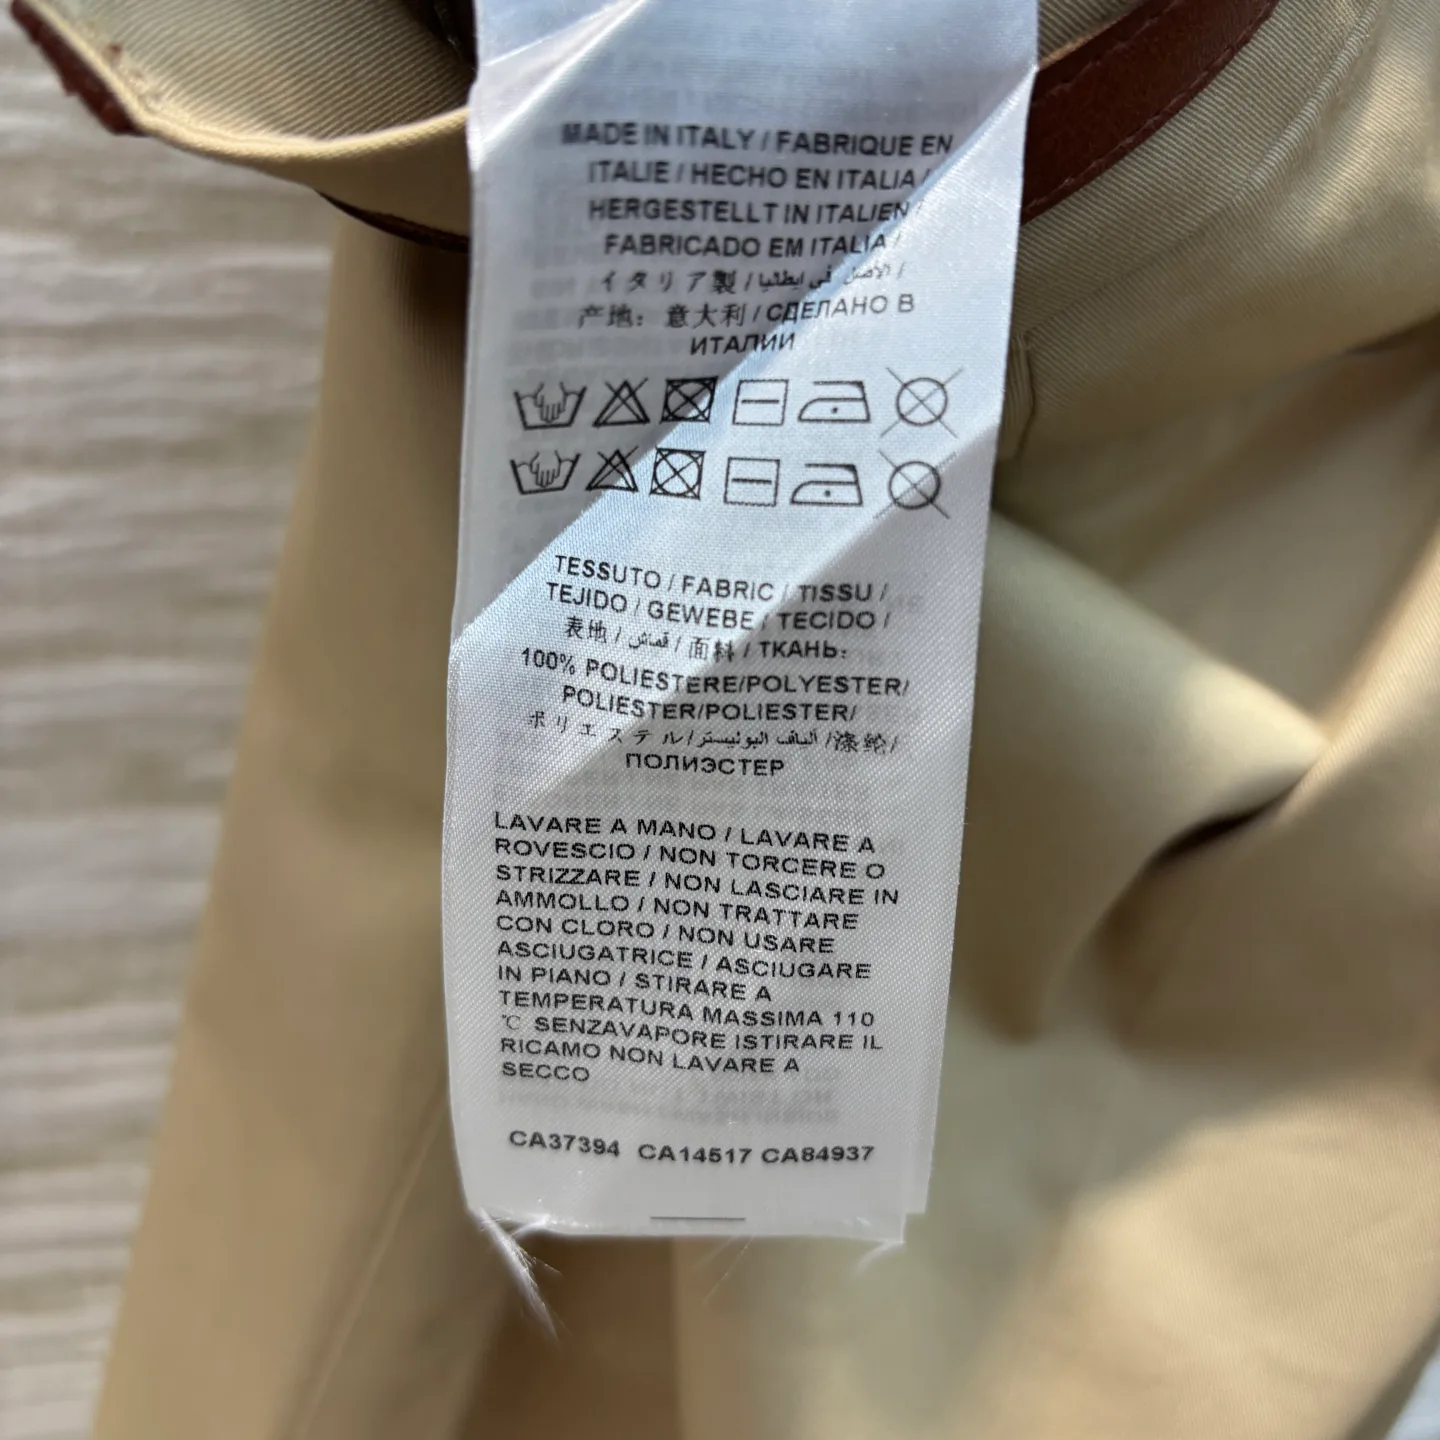 MADE IN ITALY / FABRIQUE EN
ITALIE / HECHO EN ITALIA /
HERGESTELLT IN ITALIEN /
FABRICADO EM ITALIA /
イタリア製 / الأصل في ايطاليا /
产地：意大利 / СДЕЛАНО В
ИТАЛИИ
TESSUTO / FABRIC / TISSU /
TEJIDO / GEWEBE / TECIDO /
表地 / قماش / 面料 / ТКАНЬ:
100% POLIESTERE/POLYESTER/
POLIESTER/POLIESTER/
ポリエステル/ألياف البوليستر/涤纶/
ПОЛИЭСТЕР
LAVARE A MANO / LAVARE A
ROVESCIO / NON TORCERE O
STRIZZARE / NON LASCIARE IN
AMMOLLO / NON TRATTARE
CON CLORO / NON USARE
ASCIUGATRICE / ASCIUGARE
IN PIANO / STIRARE A
TEMPERATURA MASSIMA 110
℃ SENZAVAPORE ISTIRARE IL
RICAMO NON LAVARE A
SECCO
CA37394 CA14517 CA84937